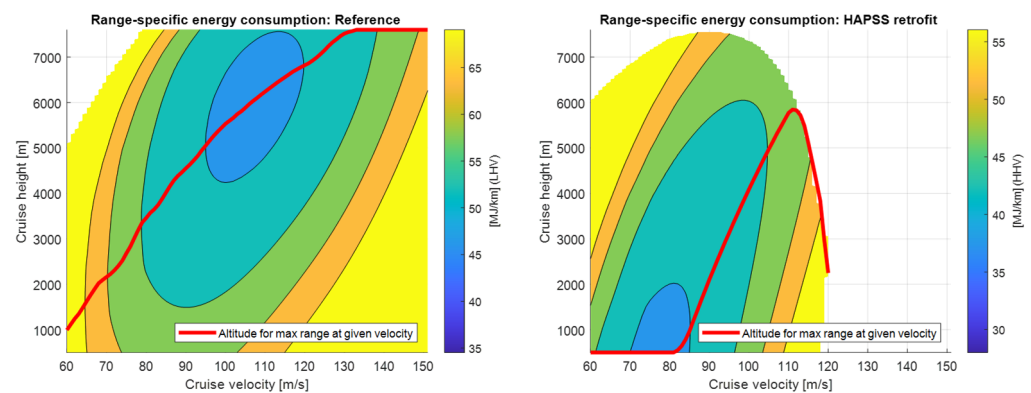 Range-specific energy consumption: Reference
7000
6000
5000
4000
3000
2000
1000
Cruise height [m]
60 70 80 90 100 110 120 130 140 150
Cruise velocity [m/s]
Altitude for max range at given velocity
65
60
55
50
45
40
35
[MJ/km] (LHV)
Range-specific energy consumption: HAPSS retrofit
7000
6000
5000
4000
3000
2000
1000
Cruise height [m]
60 70 80 90 100 110 120 130 140 150
Cruise velocity [m/s]
Altitude for max range at given velocity
55
50
45
40
35
30
[MJ/km] (HHV)